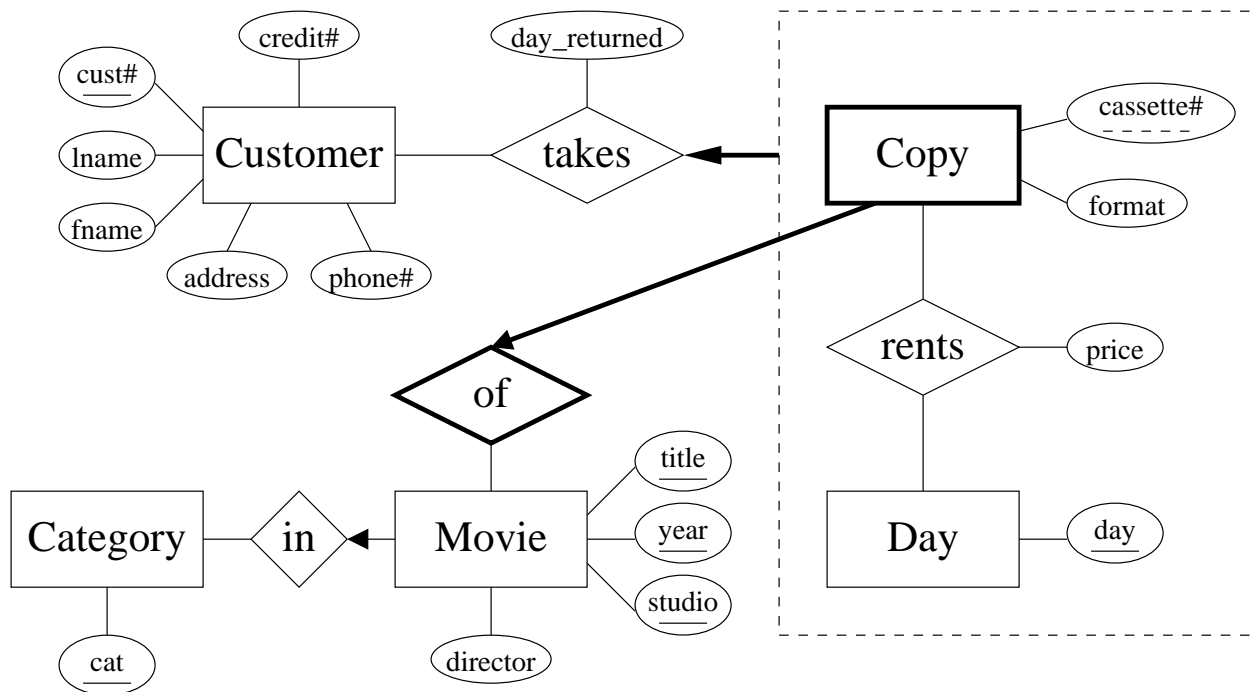 credit#
day_returned
cust#
cassette#
lname
Customer
takes
Copy
fname
format
address
phone#
rents
price
of
title
Category
in
Movie
year
Day
day
studio
cat
director